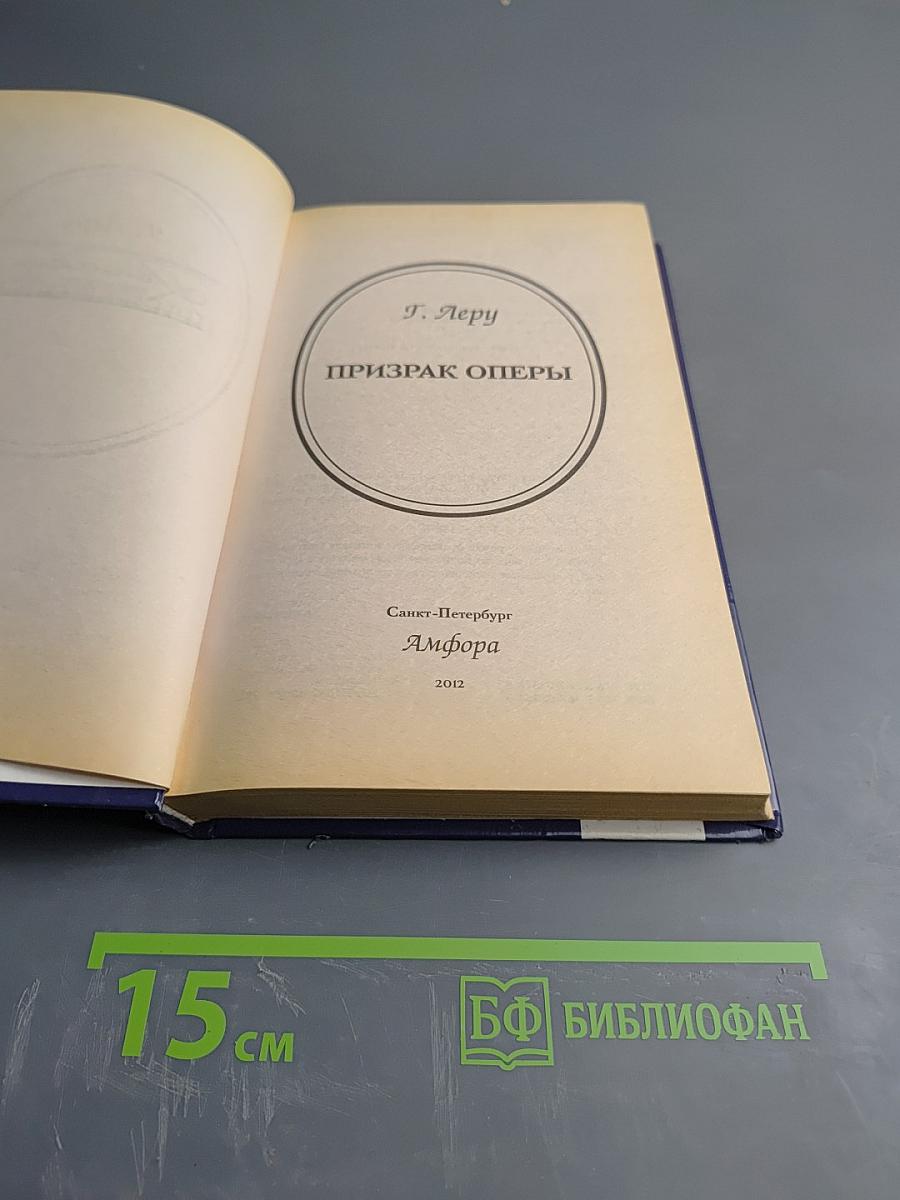 Г. Леру
ПРИЗРАК ОПЕРЫ
Санкт-Петербург
Амфора
2012
15 см
БФ БИБЛИОФАН